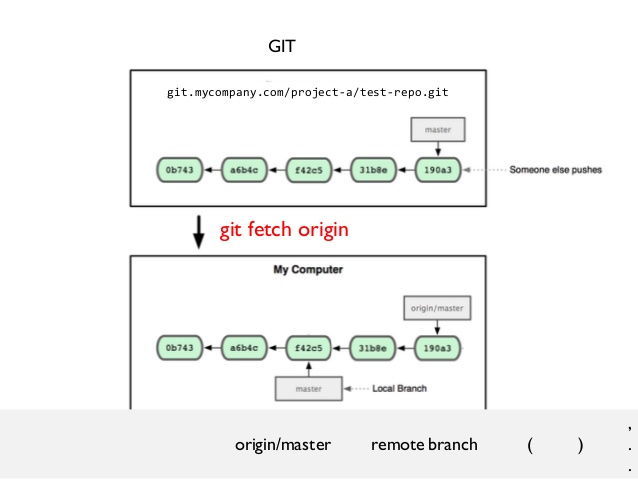 GIT
git.mycompany.com/project-a/test-repo.git
master
0b743 a6b4c f42c5 31b8e 190a3 Someone else pushes
git fetch origin
My Computer
origin/master
0b743 a6b4c f42c5 31b8e 190a3
master Local Branch
,
origin/master remote branch ( ) .
.